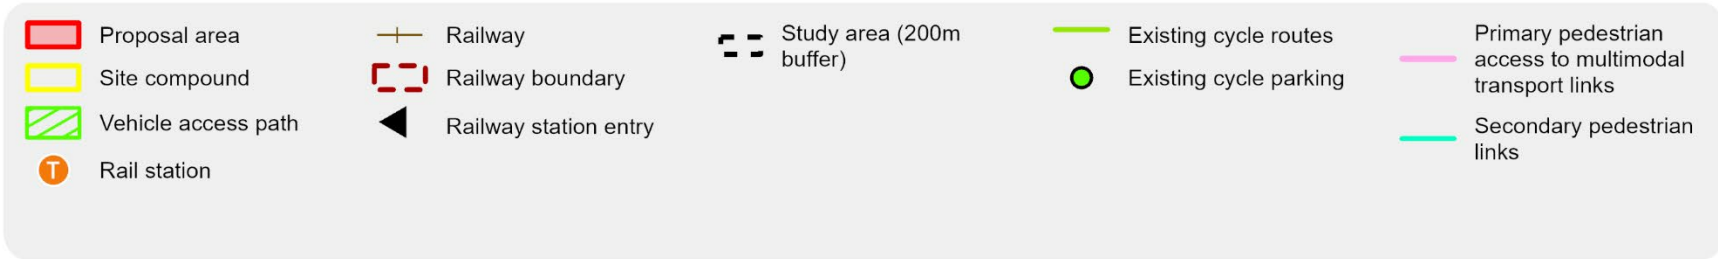 Proposal area
Site compound
Vehicle access path
T
Rail station
Railway
Railway boundary
Railway station entry
Study area (200m
buffer)
Existing cycle routes
Existing cycle parking
Primary pedestrian
access to multimodal
transport links
Secondary pedestrian
links